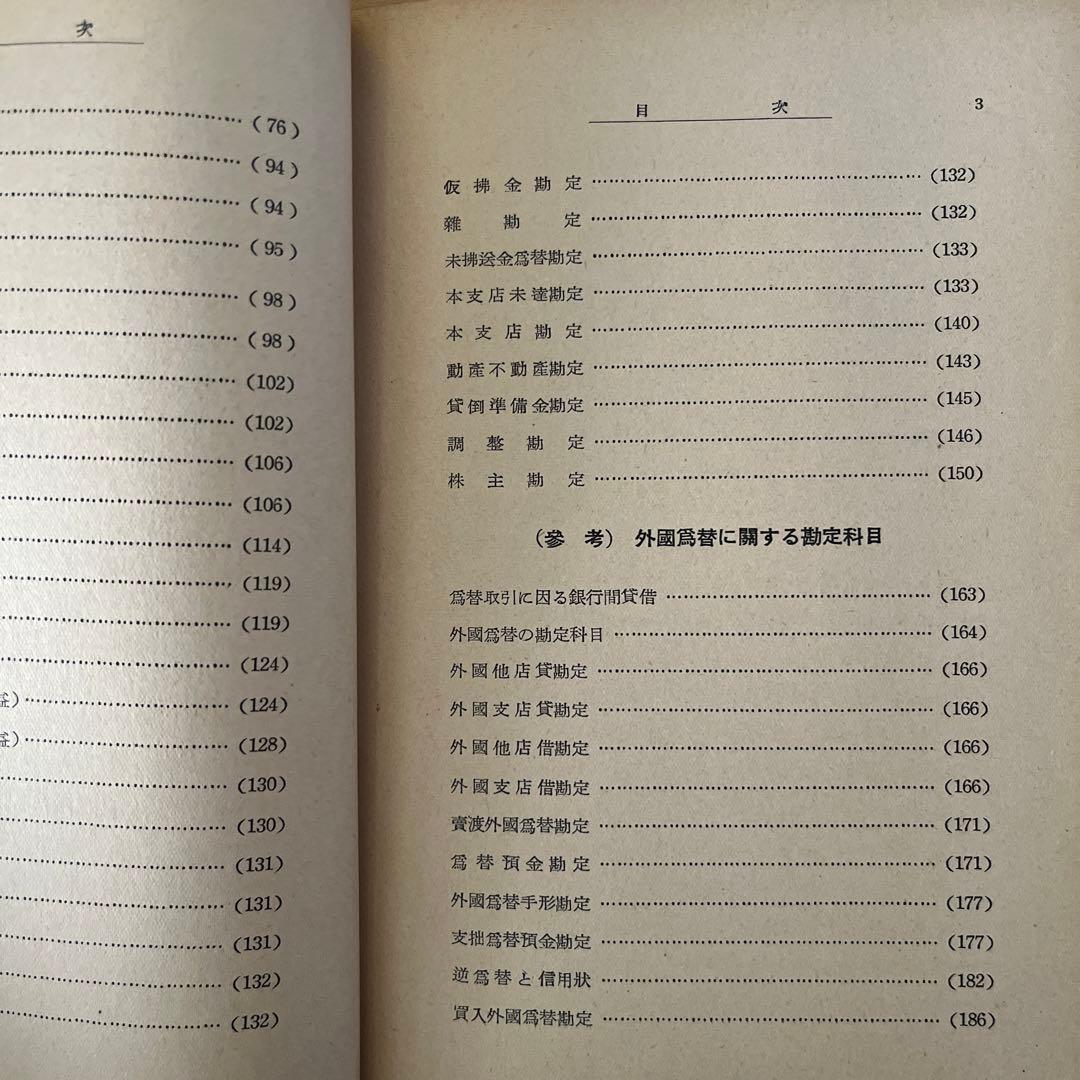 次
(76)
(94)
(94)
(95)
(98)
(98)
(102)
(102)
(106)
(106)
(114)
(119)
(119)
(124)
益)(124)
益)(128)
(130)
(130)
(131)
(131)
(131)
(132)
(132)
目 次 3
仮拂金勘定(132)
雜勘定(132)
未拂送金爲替勘定(133)
本支店未達勘定(133)
本支店勘定(140)
動產不動產勘定(143)
貸倒準備金勘定(145)
調整勘定(146)
株主勘定(150)
(參考) 外國爲替に關する勘定科目
爲替取引に因る銀行間貸借(163)
外國爲替の勘定科目(164)
外國他店貸勘定(166)
外國支店貸勘定(166)
外國他店借勘定(166)
外國支店借勘定(166)
賣渡外國爲替勘定(171)
爲替預金勘定(171)
外國爲替手形勘定(177)
支拙爲替預金勘定(177)
逆爲替と信用狀(182)
買入外國爲替勘定(186)